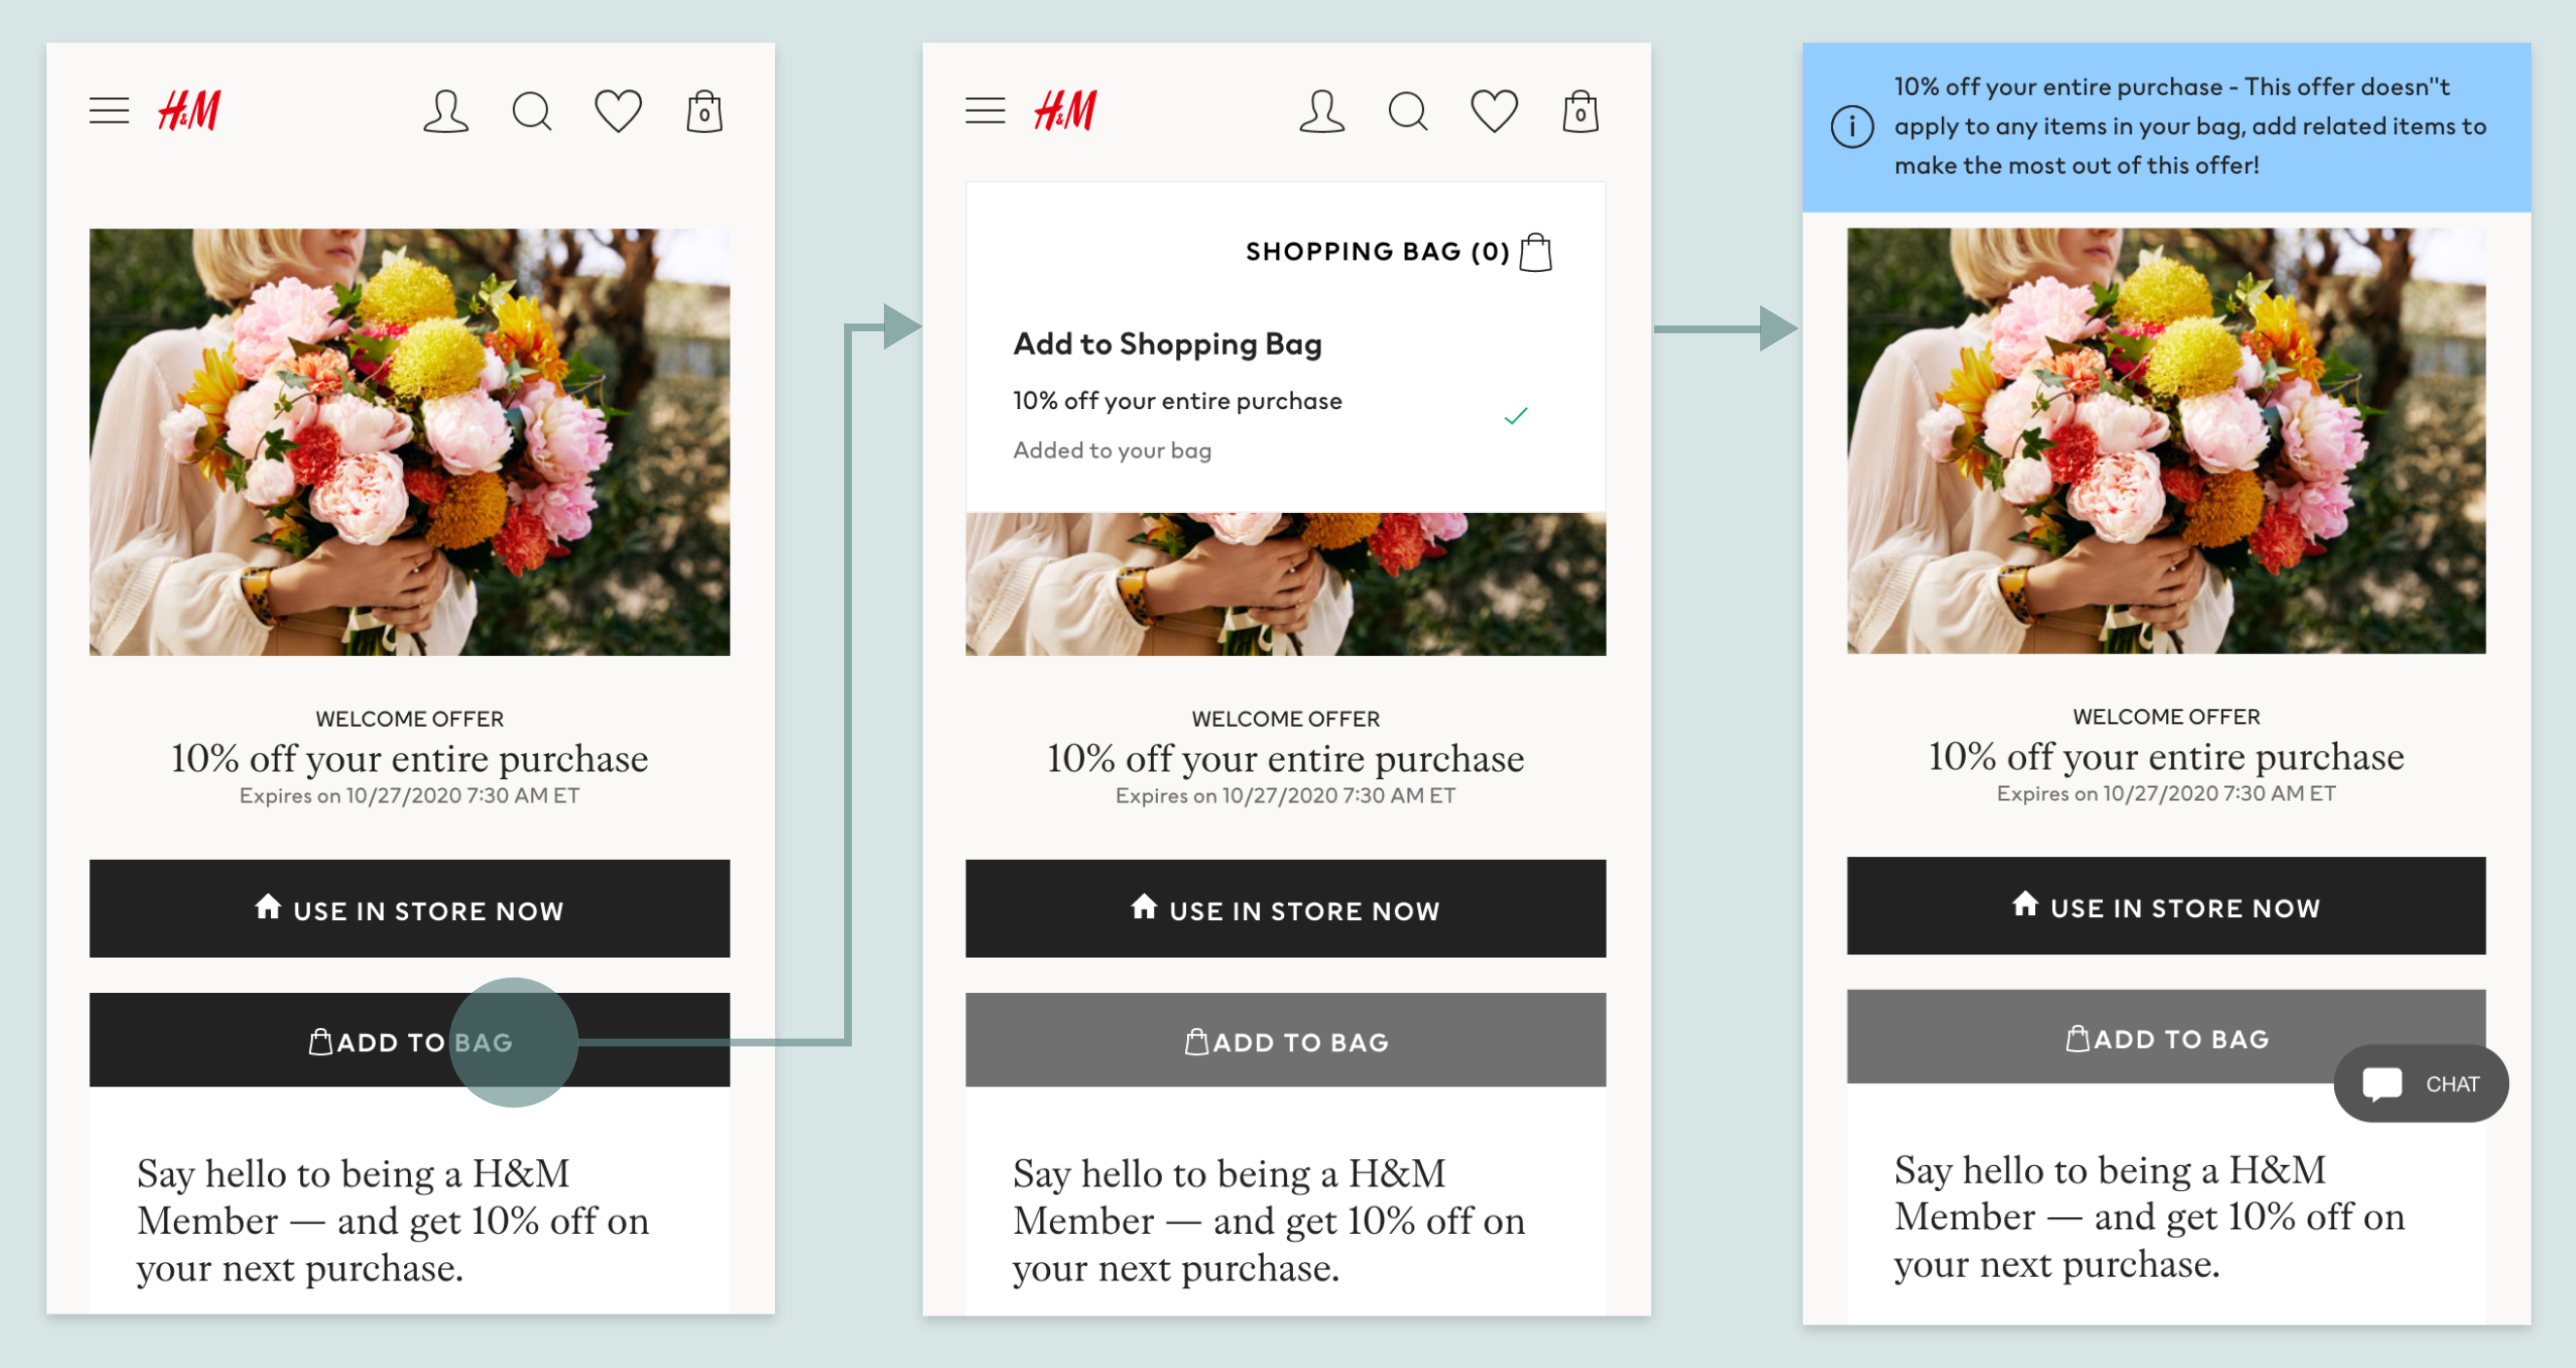 H&M
0
WELCOME OFFER
10% off your entire purchase
Expires on 10/27/2020 7:30 AM ET
USE IN STORE NOW
ADD TO BAG
Say hello to being a H&M
Member — and get 10% off on
your next purchase.
H&M
0
SHOPPING BAG (0)
Add to Shopping Bag
10% off your entire purchase
Added to your bag
WELCOME OFFER
10% off your entire purchase
Expires on 10/27/2020 7:30 AM ET
USE IN STORE NOW
ADD TO BAG
Say hello to being a H&M
Member — and get 10% off on
your next purchase.
10% off your entire purchase - This offer doesn''t
apply to any items in your bag, add related items to
make the most out of this offer!
WELCOME OFFER
10% off your entire purchase
Expires on 10/27/2020 7:30 AM ET
USE IN STORE NOW
ADD TO BAG
CHAT
Say hello to being a H&M
Member — and get 10% off on
your next purchase.